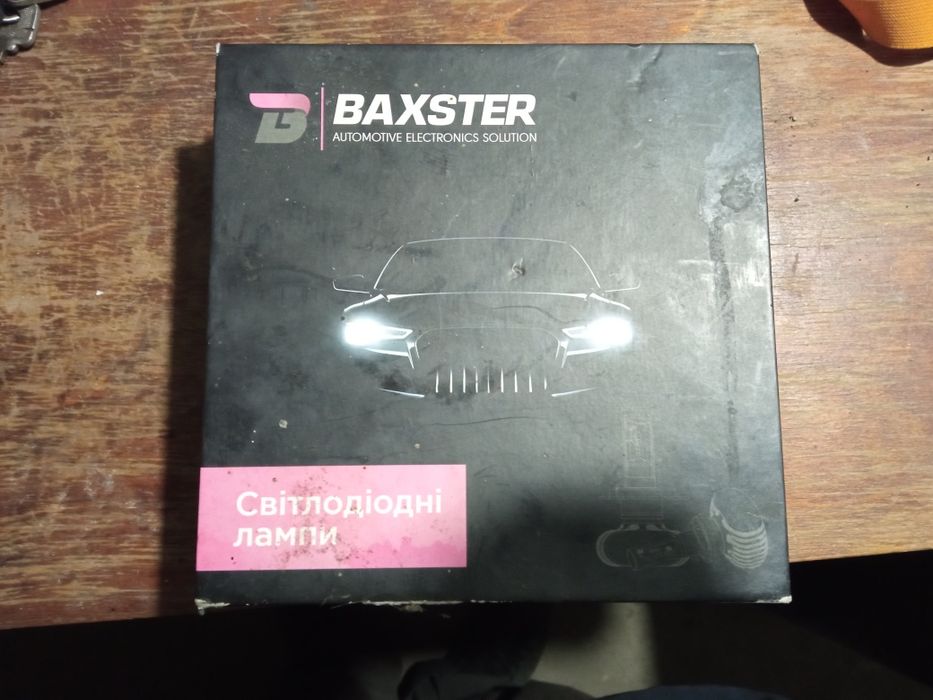 BAXSTER
AUTOMOTIVE ELECTRONICS SOLUTION
Світлодіодні
лампи